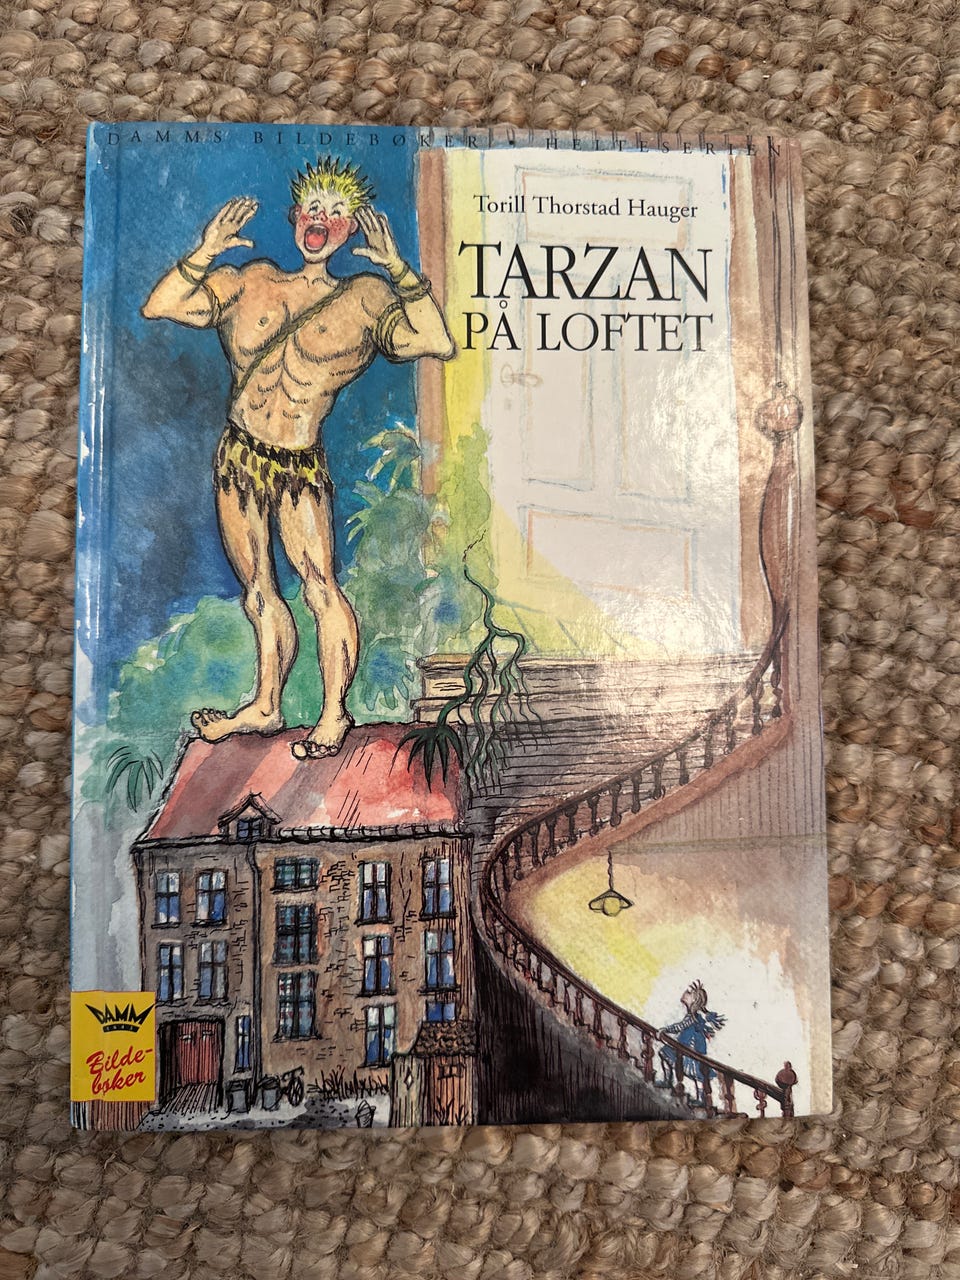 DAMMS BILDEBØKER • HELTESERIEN
Torill Thorstad Hauger
TARZAN
PÅ LOFTET
DAMM
Bilde-
bøker